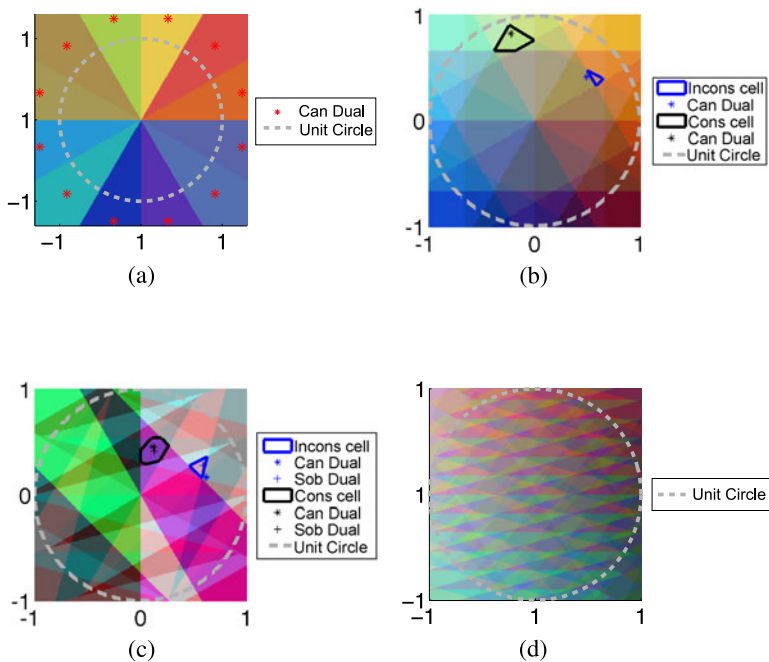 1
1
−1
−1
1
Can Dual
Unit Circle
(a)
1
0
-1
-1
0
1
Incons cell
Can Dual
Cons cell
Can Dual
Unit Circle
(b)
1
0
-1
-1
0
1
Incons cell
Can Dual
Sob Dual
Cons cell
Can Dual
Sob Dual
Unit Circle
(c)
1
1
−1
−1
1
1
Unit Circle
(d)